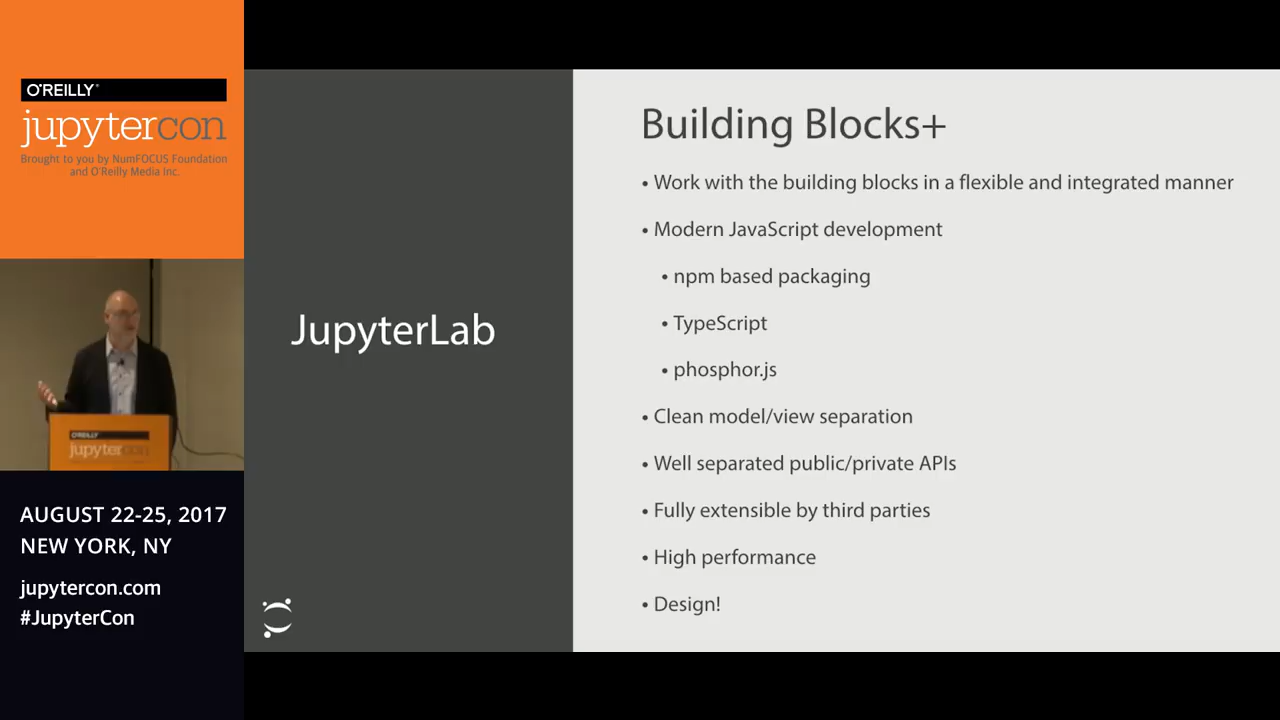 O'REILLY®
jupytercon
Brought to you by NumFOCUS Foundation
and O'Reilly Media Inc.
O'REILLY
jupytercon
AUGUST 22-25, 2017
NEW YORK, NY
jupytercon.com
#JupyterCon
JupyterLab
Building Blocks+
• Work with the building blocks in a flexible and integrated manner
• Modern JavaScript development
• npm based packaging
• TypeScript
• phosphor.js
• Clean model/view separation
• Well separated public/private APIs
• Fully extensible by third parties
• High performance
• Design!